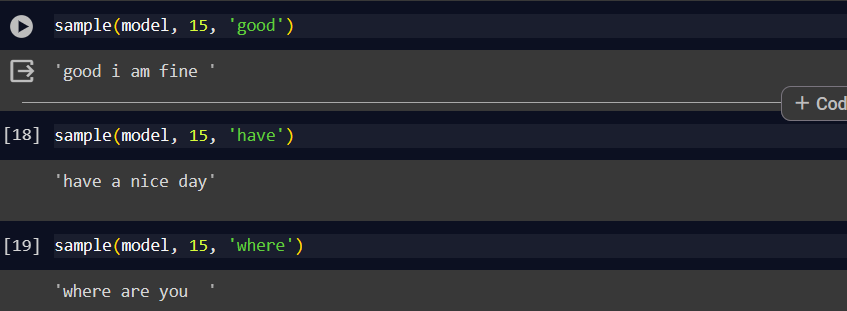 sample(model, 15, 'good')
'good i am fine '
+ Cod
[18] sample(model, 15, 'have')
'have a nice day'
[19] sample(model, 15, 'where')
'where are you  '